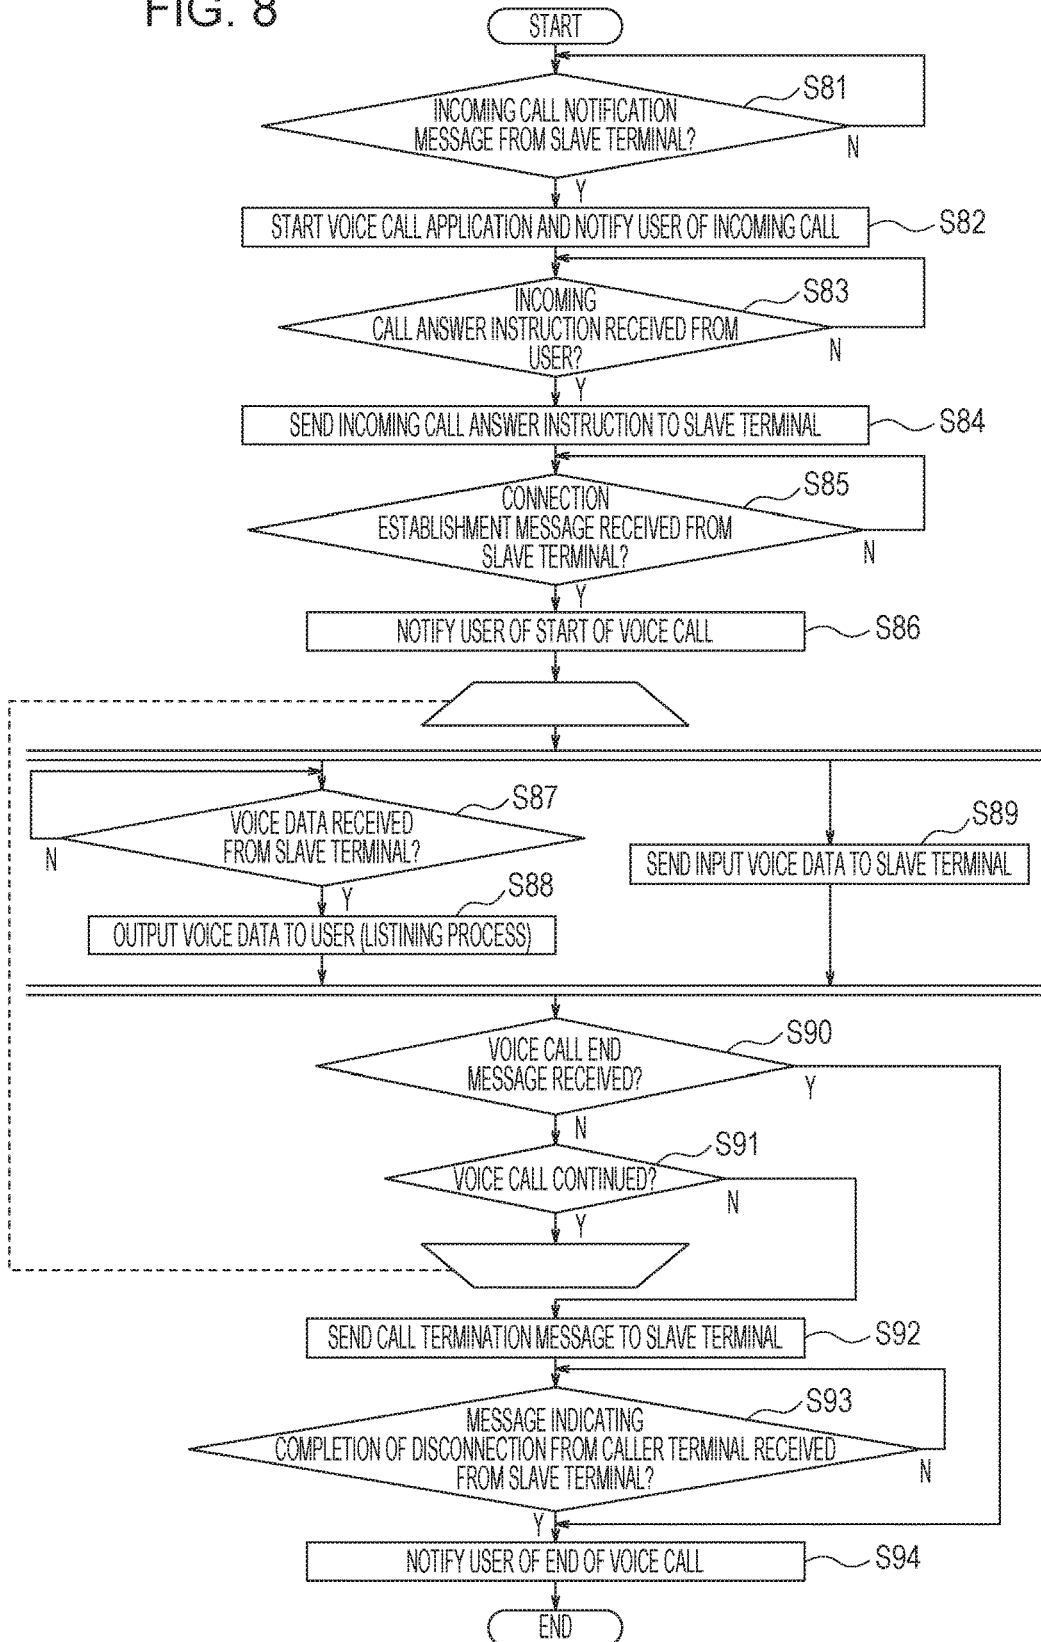 FIG. 8
START
S81
INCOMING CALL NOTIFICATION
MESSAGE FROM SLAVE TERMINAL?
N
Y
START VOICE CALL APPLICATION AND NOTIFY USER OF INCOMING CALL
S82
S83
INCOMING
CALL ANSWER INSTRUCTION RECEIVED FROM
USER?
N
Y
SEND INCOMING CALL ANSWER INSTRUCTION TO SLAVE TERMINAL
S84
S85
CONNECTION
ESTABLISHMENT MESSAGE RECEIVED FROM
SLAVE TERMINAL?
N
Y
NOTIFY USER OF START OF VOICE CALL
S86
S87
VOICE DATA RECEIVED
FROM SLAVE TERMINAL?
N
Y
S88
OUTPUT VOICE DATA TO USER (LISTINING PROCESS)
S89
SEND INPUT VOICE DATA TO SLAVE TERMINAL
S90
VOICE CALL END
MESSAGE RECEIVED?
Y
N
S91
VOICE CALL CONTINUED?
N
Y
SEND CALL TERMINATION MESSAGE TO SLAVE TERMINAL
S92
S93
MESSAGE INDICATING
COMPLETION OF DISCONNECTION FROM CALLER TERMINAL RECEIVED
FROM SLAVE TERMINAL?
N
Y
NOTIFY USER OF END OF VOICE CALL
S94
END